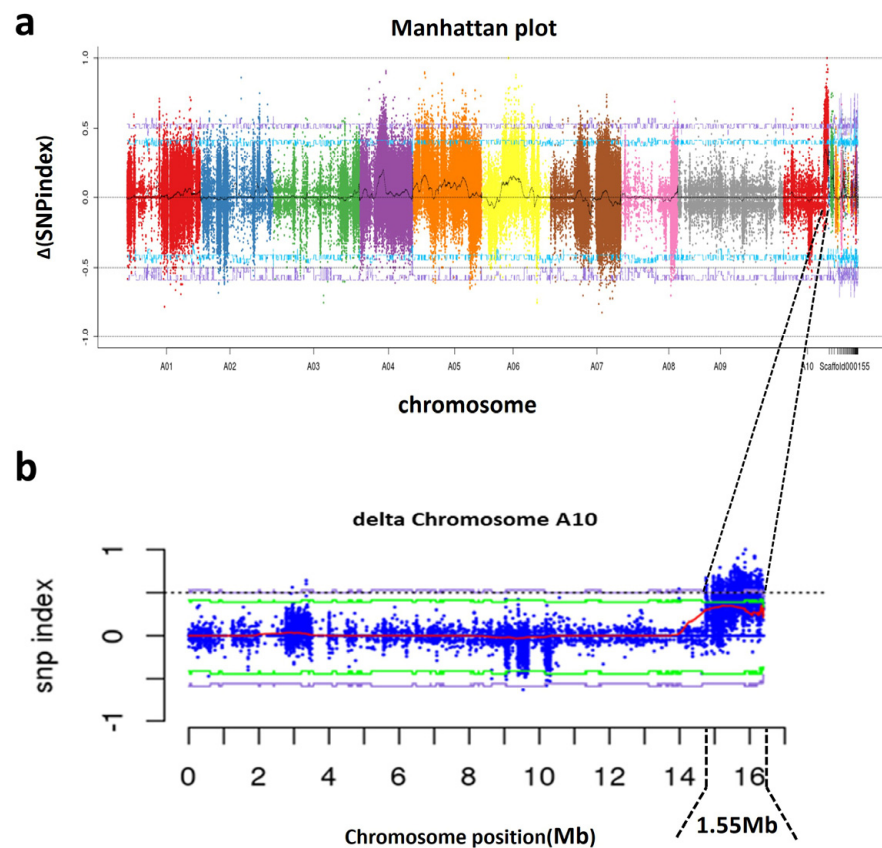 a
Manhattan plot
Δ(SNPindex)
1.0
0.5
0.0
-0.5
-1.0
A01 A02 A03 A04 A05 A06 A07 A08 A09 A10 Scaffold000155
chromosome
b
delta Chromosome A10
snp index
1
0
-1
0 2 4 6 8 10 12 14 16
1.55Mb
Chromosome position(Mb)